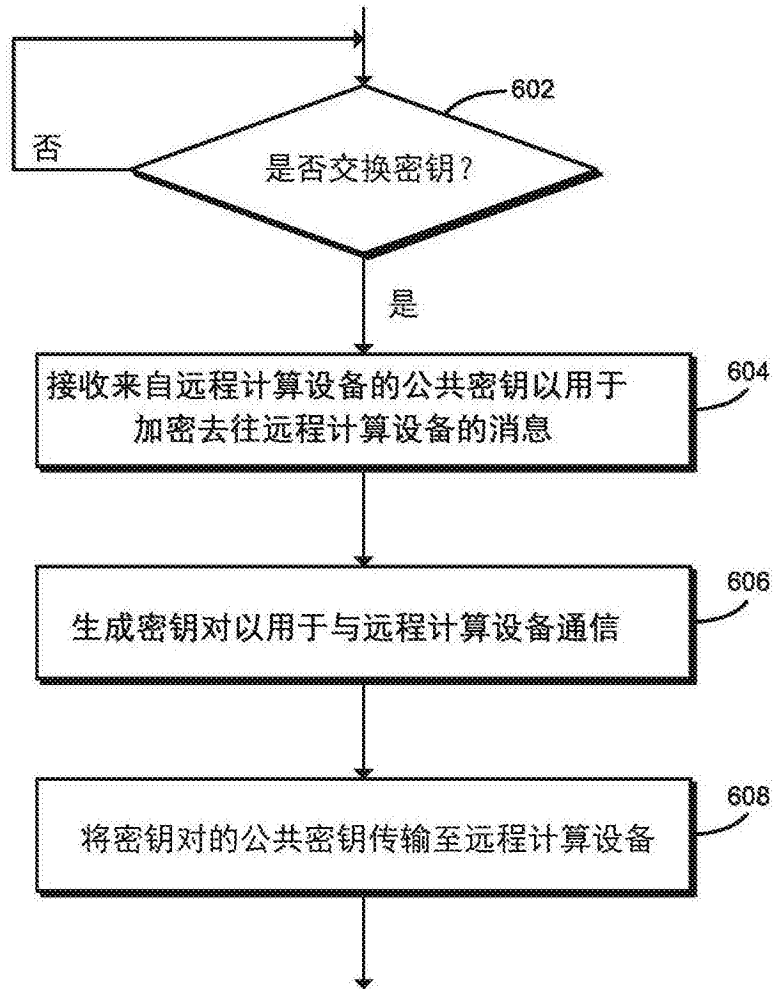 602
是否交换密钥?
否
是
接收来自远程计算设备的公共密钥以用于
加密去往远程计算设备的消息
604
生成密钥对以用于与远程计算设备通信
606
将密钥对的公共密钥传输至远程计算设备
608